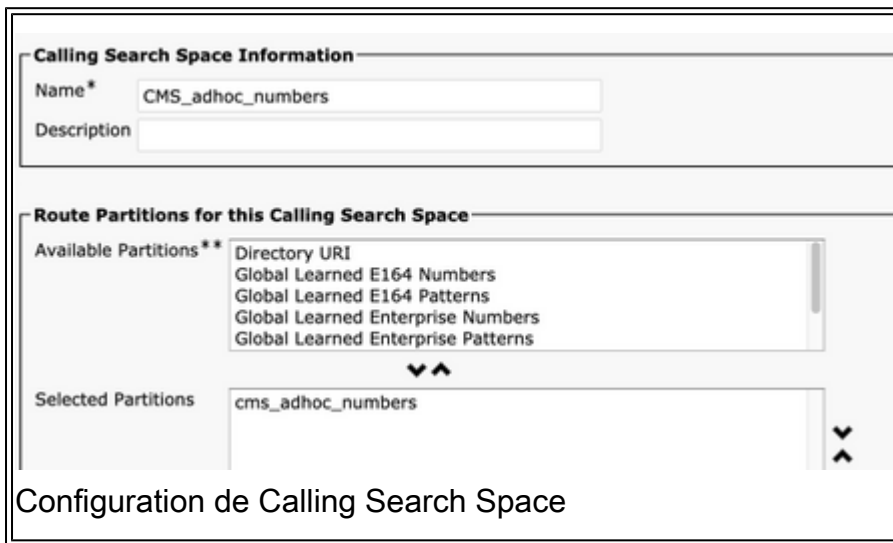 Calling Search Space Information
Name* CMS_adhoc_numbers
Description
Route Partitions for this Calling Search Space
Available Partitions** Directory URI
Global Learned E164 Numbers
Global Learned E164 Patterns
Global Learned Enterprise Numbers
Global Learned Enterprise Patterns
Selected Partitions cms_adhoc_numbers
Configuration de Calling Search Space